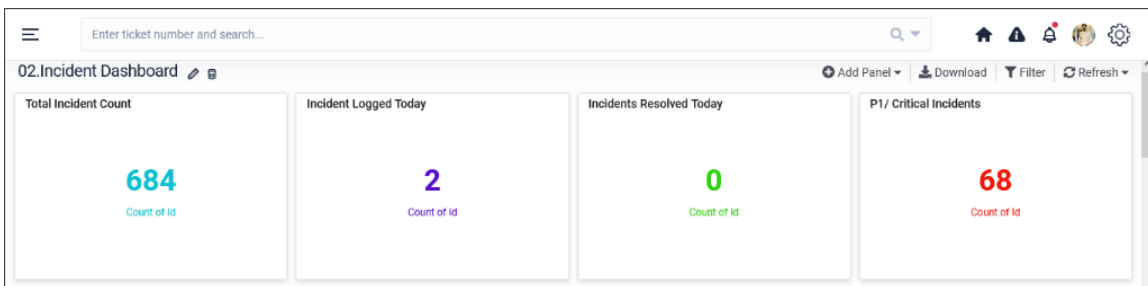 Enter ticket number and search...
02.Incident Dashboard
Add Panel Download Filter Refresh
Total Incident Count
684
Count of Id
Incident Logged Today
2
Count of Id
Incidents Resolved Today
0
Count of Id
P1/ Critical Incidents
68
Count of Id